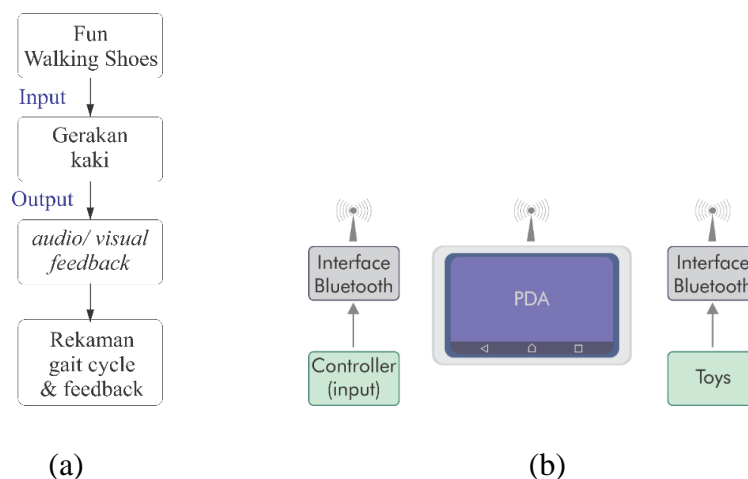 Fun
Walking Shoes
Input
Gerakan
kaki
Output
audio/ visual
feedback
Rekaman
gait cycle
& feedback
(a)
Interface
Bluetooth
Controller
(input)
PDA
Interface
Bluetooth
Toys
(b)